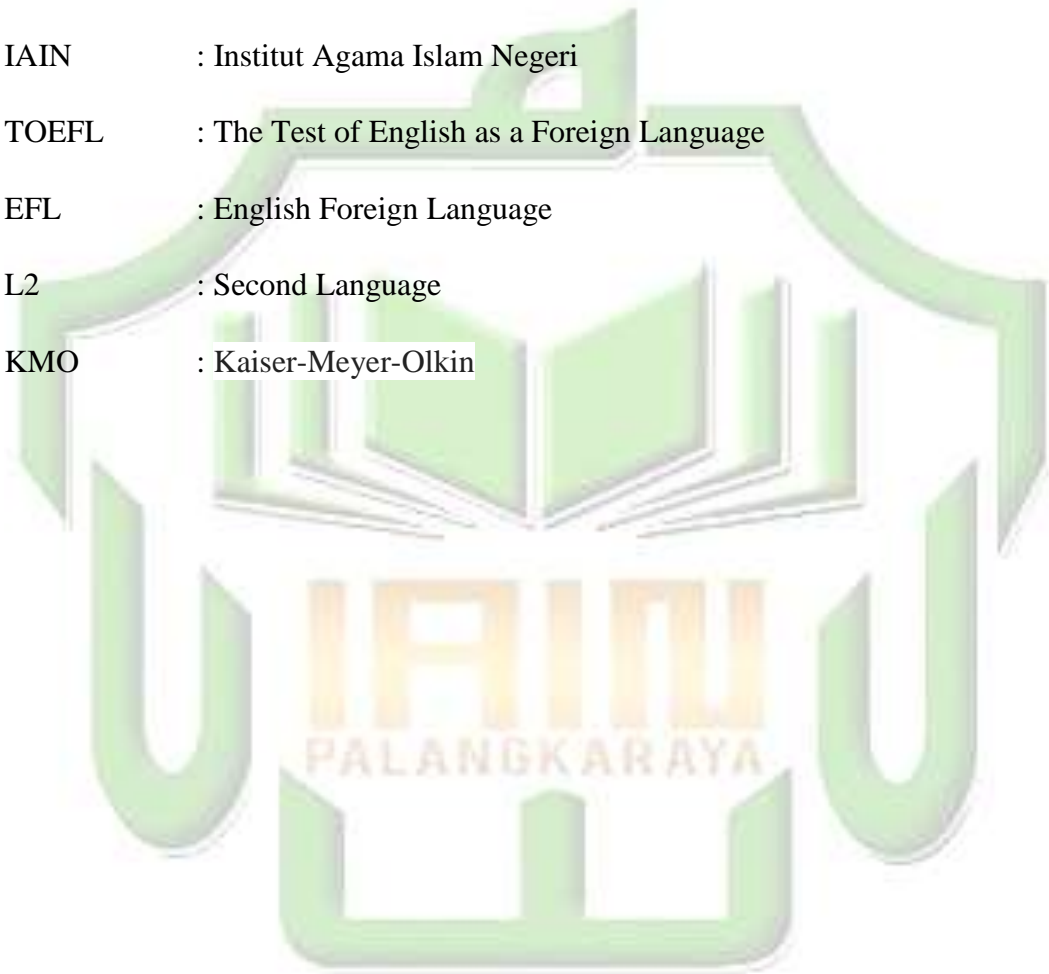 IAIN : Institut Agama Islam Negeri
TOEFL : The Test of English as a Foreign Language
EFL : English Foreign Language
L2 : Second Language
KMO : Kaiser-Meyer-Olkin
IAIN
PALANGKARAYA